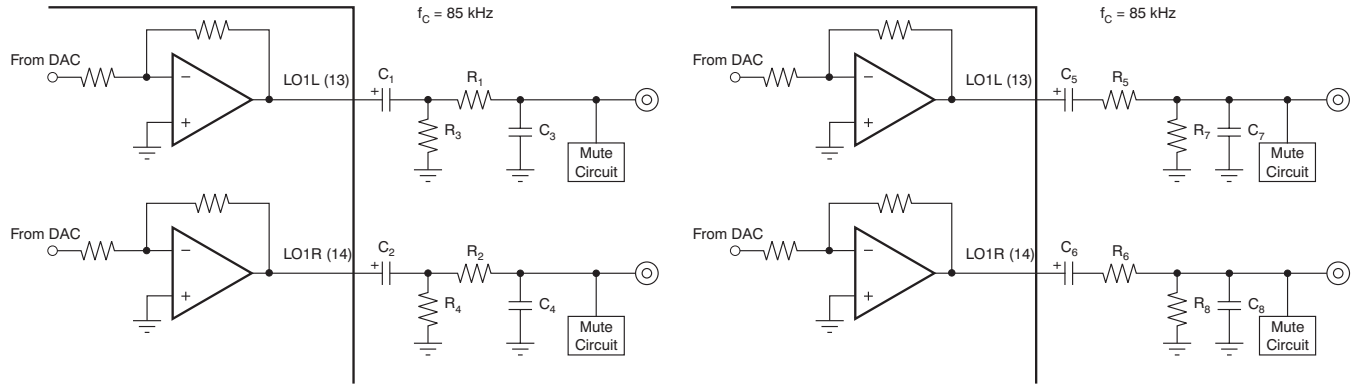 f_C = 85 kHz
From DAC
−
+
LO1L (13)
+
C₁
R₁
R₃
C₃
Mute
Circuit
From DAC
−
+
LO1R (14)
+
C₂
R₂
R₄
C₄
Mute
Circuit
f_C = 85 kHz
From DAC
−
+
LO1L (13)
+
C₅
R₅
R₇
C₇
Mute
Circuit
From DAC
−
+
LO1R (14)
+
C₆
R₆
R₈
C₈
Mute
Circuit